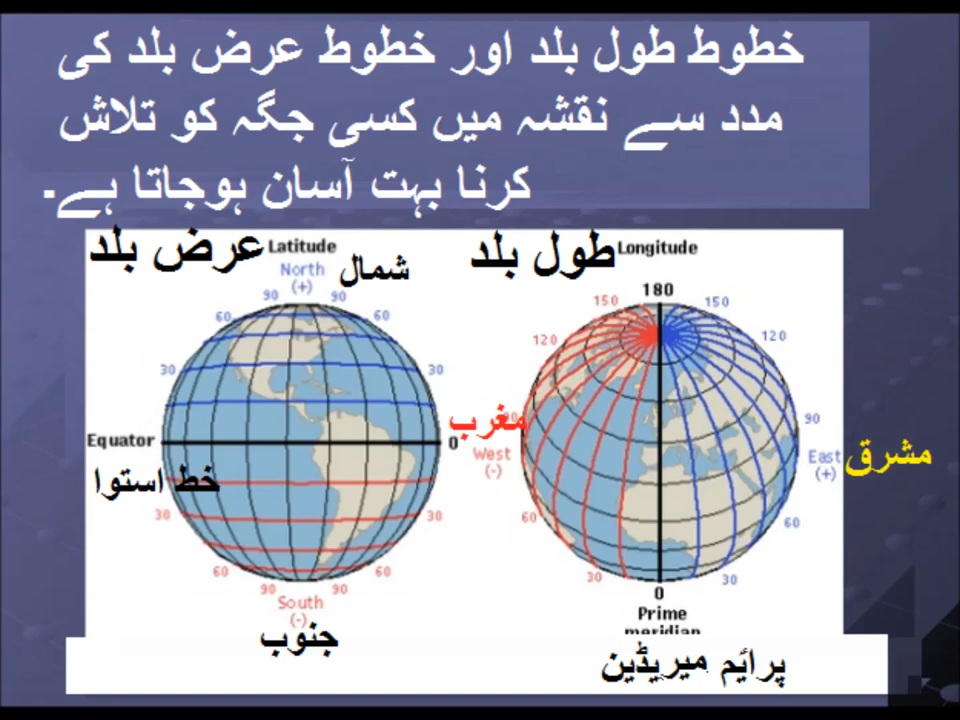 خطوط طول بلد اور خطوط عرض بلد کی
مدد سے نقشہ میں کسی جگہ کو تلاش
کرنا بہت آسان ہوجاتا ہے۔
عرض بلد Latitude
طول بلد Longitude
North
(+)
شمال
90 90
60 60
30 30
Equator 0
خط استوا
30 30
60 60
90 90
South
(-)
جنوب
180
150 150
120 120
90 90
مغرب
West
(-)
East
(+)
مشرق
60 60
30 30
0
Prime
meridian
پرائیم میریڈین